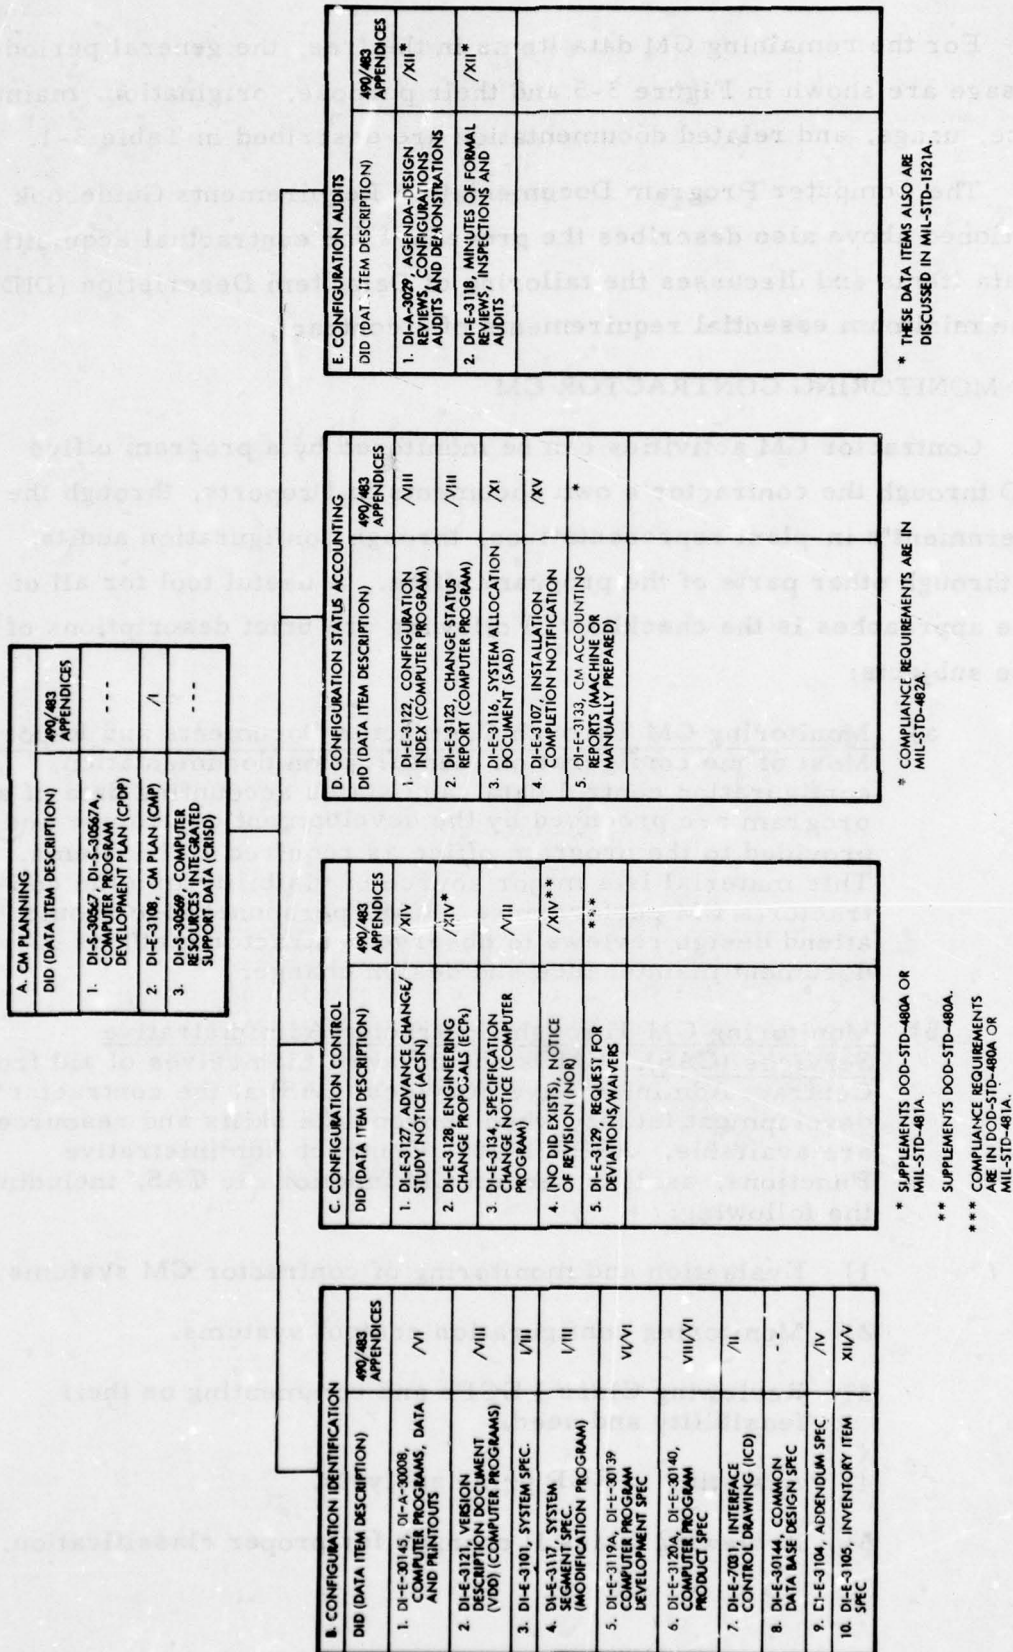 A. CM PLANNING
DID (DATA ITEM DESCRIPTION)
490/483
APPENDICES
1. DI-S-30567, DI-S-30567A,
COMPUTER PROGRAM
DEVELOPMENT PLAN (CPDP)
- - -
2. DI-E-3108, CM PLAN (CMP)
/I
3. DI-S-30569, COMPUTER
RESOURCES INTEGRATED
SUPPORT DATA (CRISD)
- - -
B. CONFIGURATION IDENTIFICATION
DID (DATA ITEM DESCRIPTION)
490/483
APPENDICES
1. DI-E-30145, DI-A-30008,
COMPUTER PROGRAMS, DATA
AND PRINTOUTS
/VI
2. DI-E-3121, VERSION
DESCRIPTION DOCUMENT
(VDD) (COMPUTER PROGRAMS)
/VIII
3. DI-E-3101, SYSTEM SPEC.
I/III
4. DI-E-3117, SYSTEM
SEGMENT, SPEC.
(MODIFICATION PROGRAM)
I/III
5. DI-E-3119A, DI-E-30139
COMPUTER PROGRAM
DEVELOPMENT SPEC
VI/VI
6. DI-E-3120A, DI-E-30140,
COMPUTER PROGRAM
PRODUCT SPEC
VIII/VI
7. DI-E-7031, INTERFACE
CONTROL DRAWING (ICD)
/II
8. DI-E-30144, COMMON
DATA BASE DESIGN SPEC
- -
9. DI-E-3104, ADDENDUM SPEC
/IV
10. DI-E-3105, INVENTORY ITEM
SPEC
XII/V
C. CONFIGURATION CONTROL
DID (DATA ITEM DESCRIPTION)
490/483
APPENDICES
1. DI-E-3127, ADVANCE CHANGE/
STUDY NOTICE (ACSN)
2. DI-E-3128, ENGINEERING
CHANGE PROPOSALS (ECPs)
/XIV*
3. DI-E-3134, SPECIFICATION
CHANGE NOTICE (COMPUTER
PROGRAM)
/VIII
4. (NO DID EXISTS), NOTICE
OF REVISION (NOR)
/XIV**
5. DI-E-3129, REQUEST FOR
DEVIATIONS/WAIVERS
***
* SUPPLEMENTS DOD-STD-480A OR
MIL-STD-481A.
** SUPPLEMENTS DOD-STD-480A.
*** COMPLIANCE REQUIREMENTS
ARE IN DOD-STD-480A OR
MIL-STD-481A.
D. CONFIGURATION STATUS ACCOUNTING
DID (DATA ITEM DESCRIPTION)
490/483
APPENDICES
1. DI-E-3122, CONFIGURATION
INDEX (COMPUTER PROGRAM)
/VIII
2. DI-E-3123, CHANGE STATUS
REPORT (COMPUTER PROGRAM)
/VIII
3. DI-E-3116, SYSTEM ALLOCATION
DOCUMENT (SAD)
/XI
4. DI-E-3107, INSTALLATION
COMPLETION NOTIFICATION
/XV
5. DI-E-3133, CM ACCOUNTING
REPORTS (MACHINE OR
MANUALLY PREPARED)
*
* COMPLIANCE REQUIREMENTS ARE IN
MIL-STD-482A
E. CONFIGURATION AUDITS
DID (DATA ITEM DESCRIPTION)
490/483
APPENDICES
1. DI-A-3029, AGENDA-DESIGN
REVIEWS, CONFIGURATIONS
AUDITS AND DEMONSTRATIONS
/XII*
2. DI-E-3118, MINUTES OF FORMAL
REVIEWS, INSPECTIONS AND
AUDITS
/XII*
* THESE DATA ITEMS ALSO ARE
DISCUSSED IN MIL-STD-1521A.